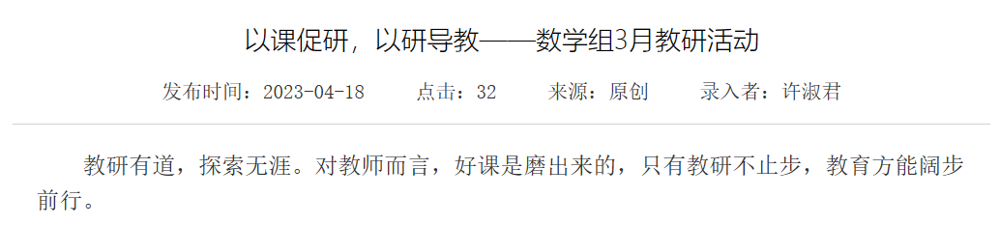 以课促研，以研导教——数学组3月教研活动
发布时间：2023-04-18 点击：32 来源：原创 录入者：许淑君
教研有道，探索无涯。对教师而言，好课是磨出来的，只有教研不止步，教育方能阔步
前行。